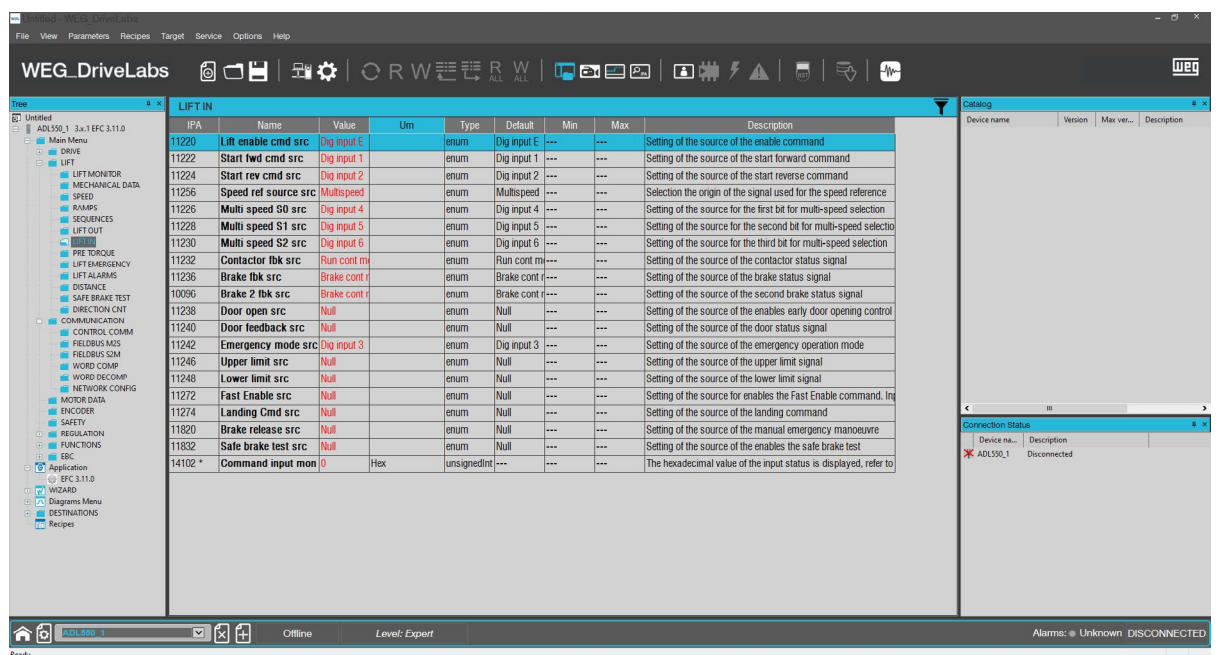 Untitled - WEG_DriveLabs
File View Parameters Recipes Target Service Options Help
WEG_DriveLabs R W R ALL W ALL RST weg
Tree
Untitled
ADL550_1 3.x.1 EFC 3.11.0
Main Menu
DRIVE
LIFT
LIFT MONITOR
MECHANICAL DATA
SPEED
RAMPS
SEQUENCES
LIFT OUT
LIFT IN
PRE TORQUE
LIFT EMERGENCY
LIFT ALARMS
DISTANCE
SAFE BRAKE TEST
DIRECTION CNT
COMMUNICATION
CONTROL COMM
FIELDBUS M2S
FIELDBUS S2M
WORD COMP
WORD DECOMP
NETWORK CONFIG
MOTOR DATA
ENCODER
SAFETY
REGULATION
FUNCTIONS
EBC
Application
EFC 3.11.0
WIZARD
Diagrams Menu
DESTINATIONS
Recipes
LIFT IN
IPA Name Value Um Type Default Min Max Description
11220 Lift enable cmd src Dig input E enum Dig input E --- --- Setting of the source of the enable command
11222 Start fwd cmd src Dig input 1 enum Dig input 1 --- --- Setting of the source of the start forward command
11224 Start rev cmd src Dig input 2 enum Dig input 2 --- --- Setting of the source of the start reverse command
11256 Speed ref source src Multispeed enum Multispeed --- --- Selection the origin of the signal used for the speed reference
11226 Multi speed S0 src Dig input 4 enum Dig input 4 --- --- Setting of the source for the first bit for multi-speed selection
11228 Multi speed S1 src Dig input 5 enum Dig input 5 --- --- Setting of the source for the second bit for multi-speed selectio
11230 Multi speed S2 src Dig input 6 enum Dig input 6 --- --- Setting of the source for the third bit for multi-speed selection
11232 Contactor fbk src Run cont m enum Run cont m --- --- Setting of the source of the contactor status signal
11236 Brake fbk src Brake cont r enum Brake cont r --- --- Setting of the source of the brake status signal
10096 Brake 2 fbk src Brake cont r enum Brake cont r --- --- Setting of the source of the second brake status signal
11238 Door open src Null enum Null --- --- Setting of the source of the enables early door opening control
11240 Door feedback src Null enum Null --- --- Setting of the source of the door status signal
11242 Emergency mode src Dig input 3 enum Dig input 3 --- --- Setting of the source of the emergency operation mode
11246 Upper limit src Null enum Null --- --- Setting of the source of the upper limit signal
11248 Lower limit src Null enum Null --- --- Setting of the source of the lower limit signal
11272 Fast Enable src Null enum Null --- --- Setting of the source for enables the Fast Enable command. In
11274 Landing Cmd src Null enum Null --- --- Setting of the source of the landing command
11820 Brake release src Null enum Null --- --- Setting of the source of the manual emergency manoeuvre
11832 Safe brake test src Null enum Null --- --- Setting of the source of the enables the safe brake test
14102 * Command input mon 0 Hex unsignedInt --- --- --- The hexadecimal value of the input status is displayed, refer to
Catalog
Device name Version Max ver... Description
Connection Status
Device na... Description
ADL550_1 Disconnected
ADL550_1 Offline Level: Expert Alarms: Unknown DISCONNECTED
Ready